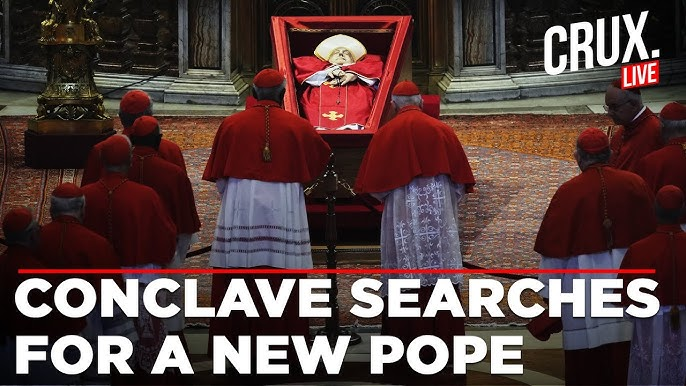 CRUX.
LIVE
CONCLAVE SEARCHES
FOR A NEW POPE